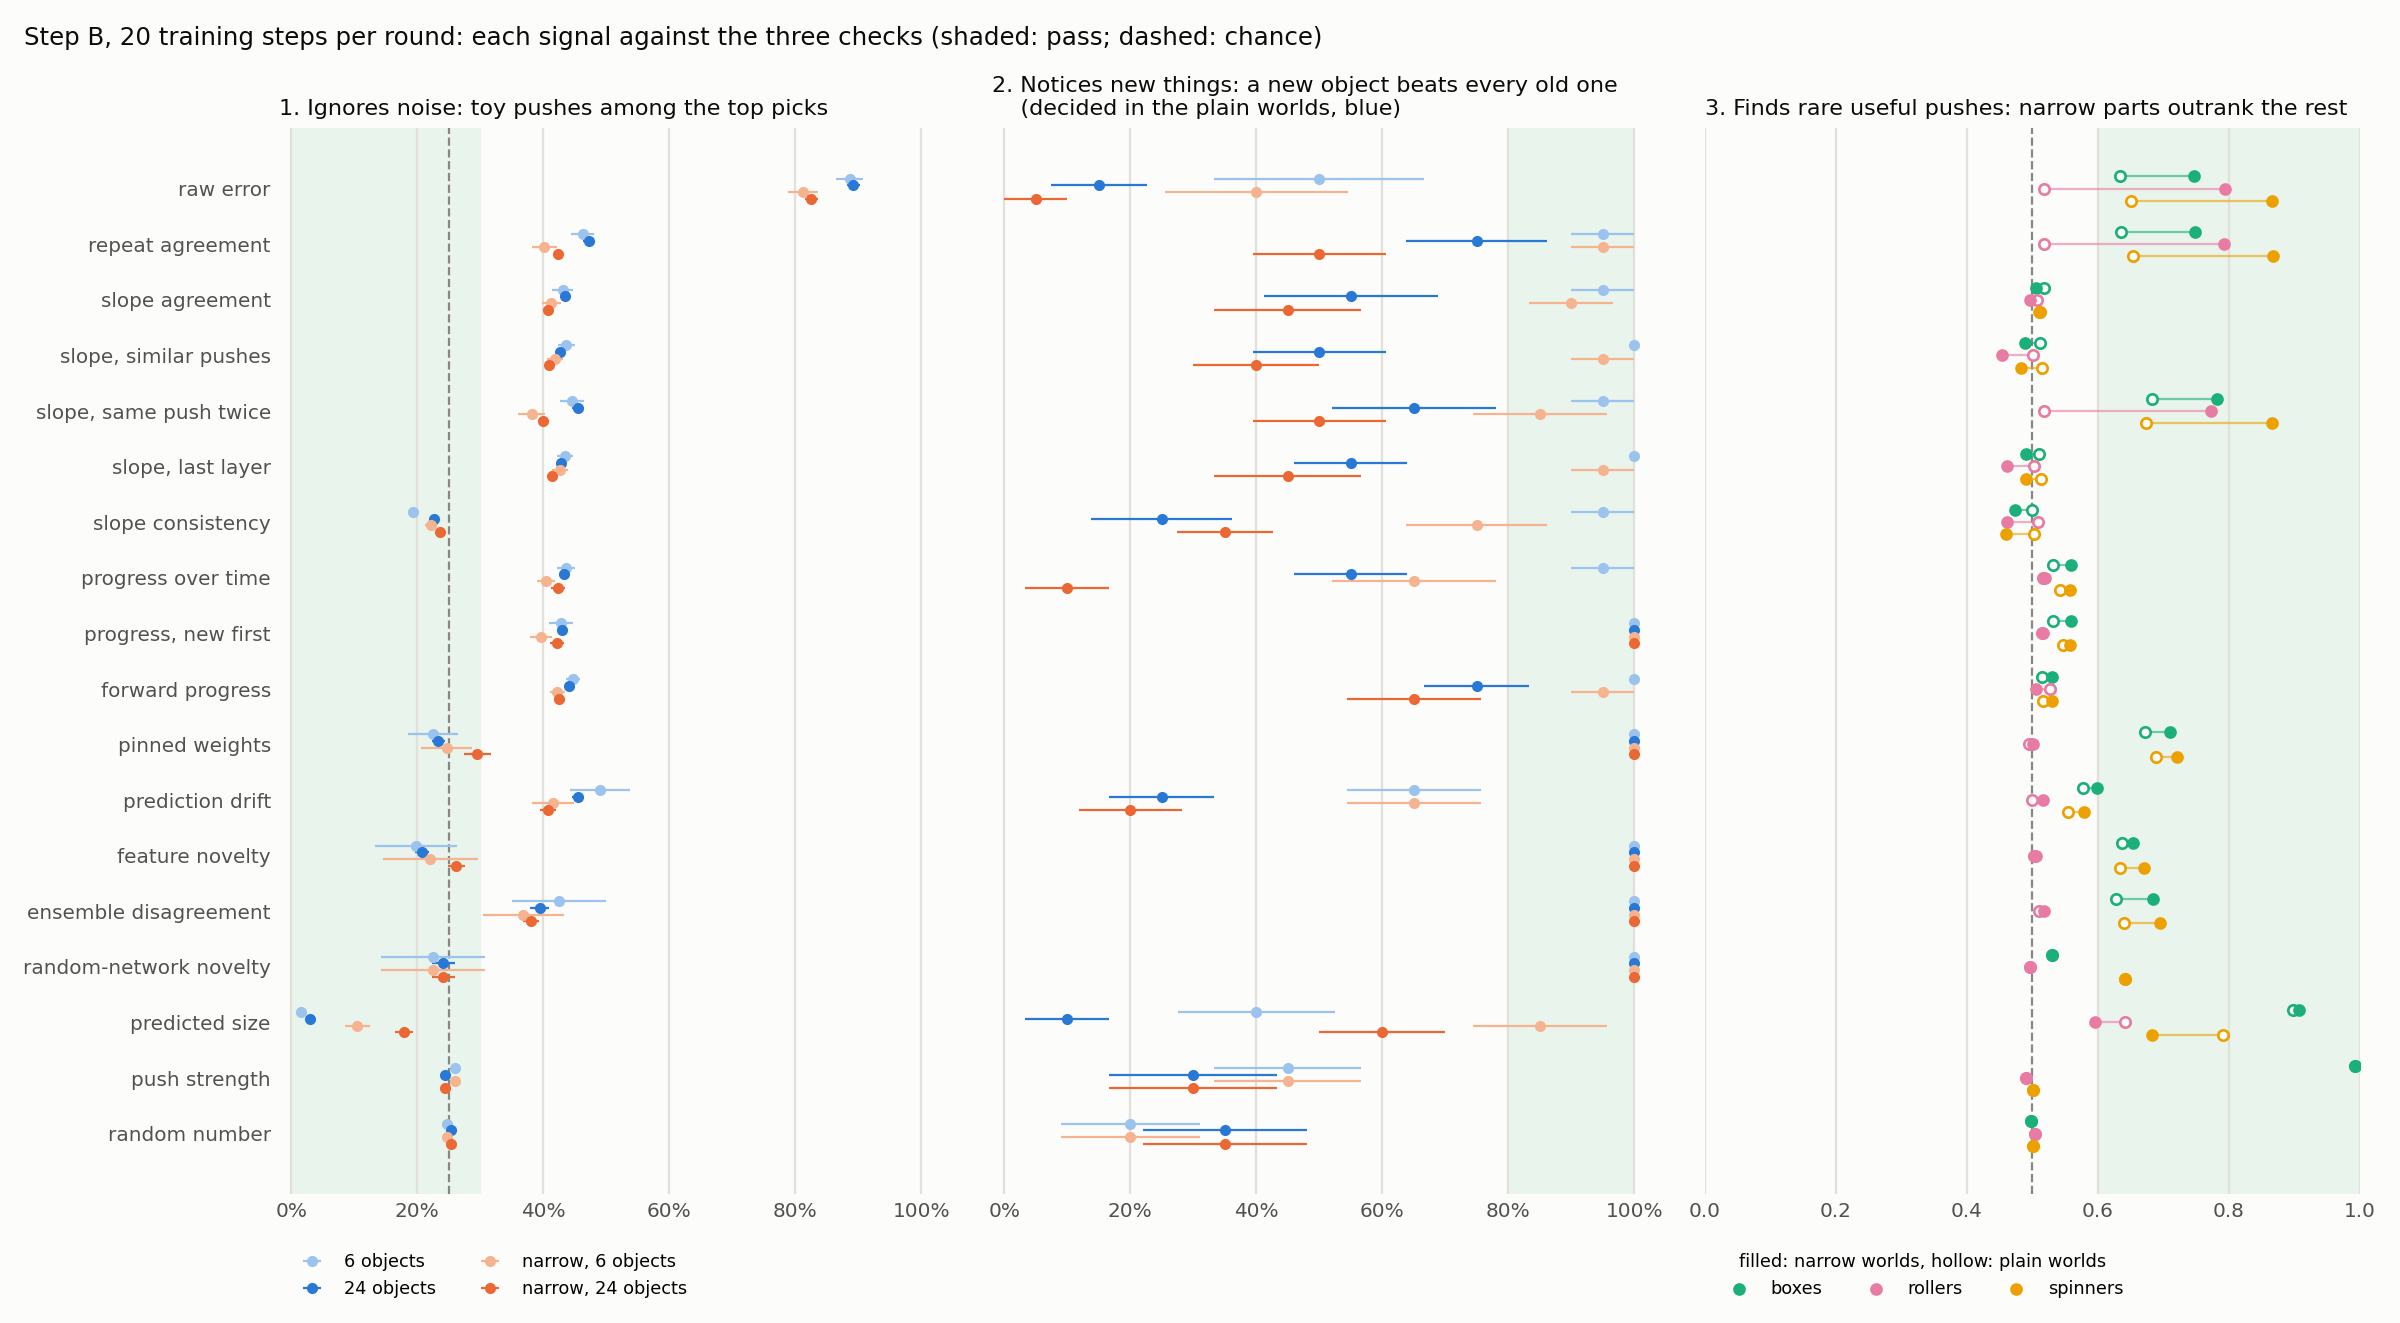 Step B, 20 training steps per round: each signal against the three checks (shaded: pass; dashed: chance)
1. Ignores noise: toy pushes among the top picks
2. Notices new things: a new object beats every old one
(decided in the plain worlds, blue)
3. Finds rare useful pushes: narrow parts outrank the rest
raw error
repeat agreement
slope agreement
slope, similar pushes
slope, same push twice
slope, last layer
slope consistency
progress over time
progress, new first
forward progress
pinned weights
prediction drift
feature novelty
ensemble disagreement
random-network novelty
predicted size
push strength
random number
0% 20% 40% 60% 80% 100%
0% 20% 40% 60% 80% 100%
0.0 0.2 0.4 0.6 0.8 1.0
6 objects
24 objects
narrow, 6 objects
narrow, 24 objects
filled: narrow worlds, hollow: plain worlds
boxes rollers spinners